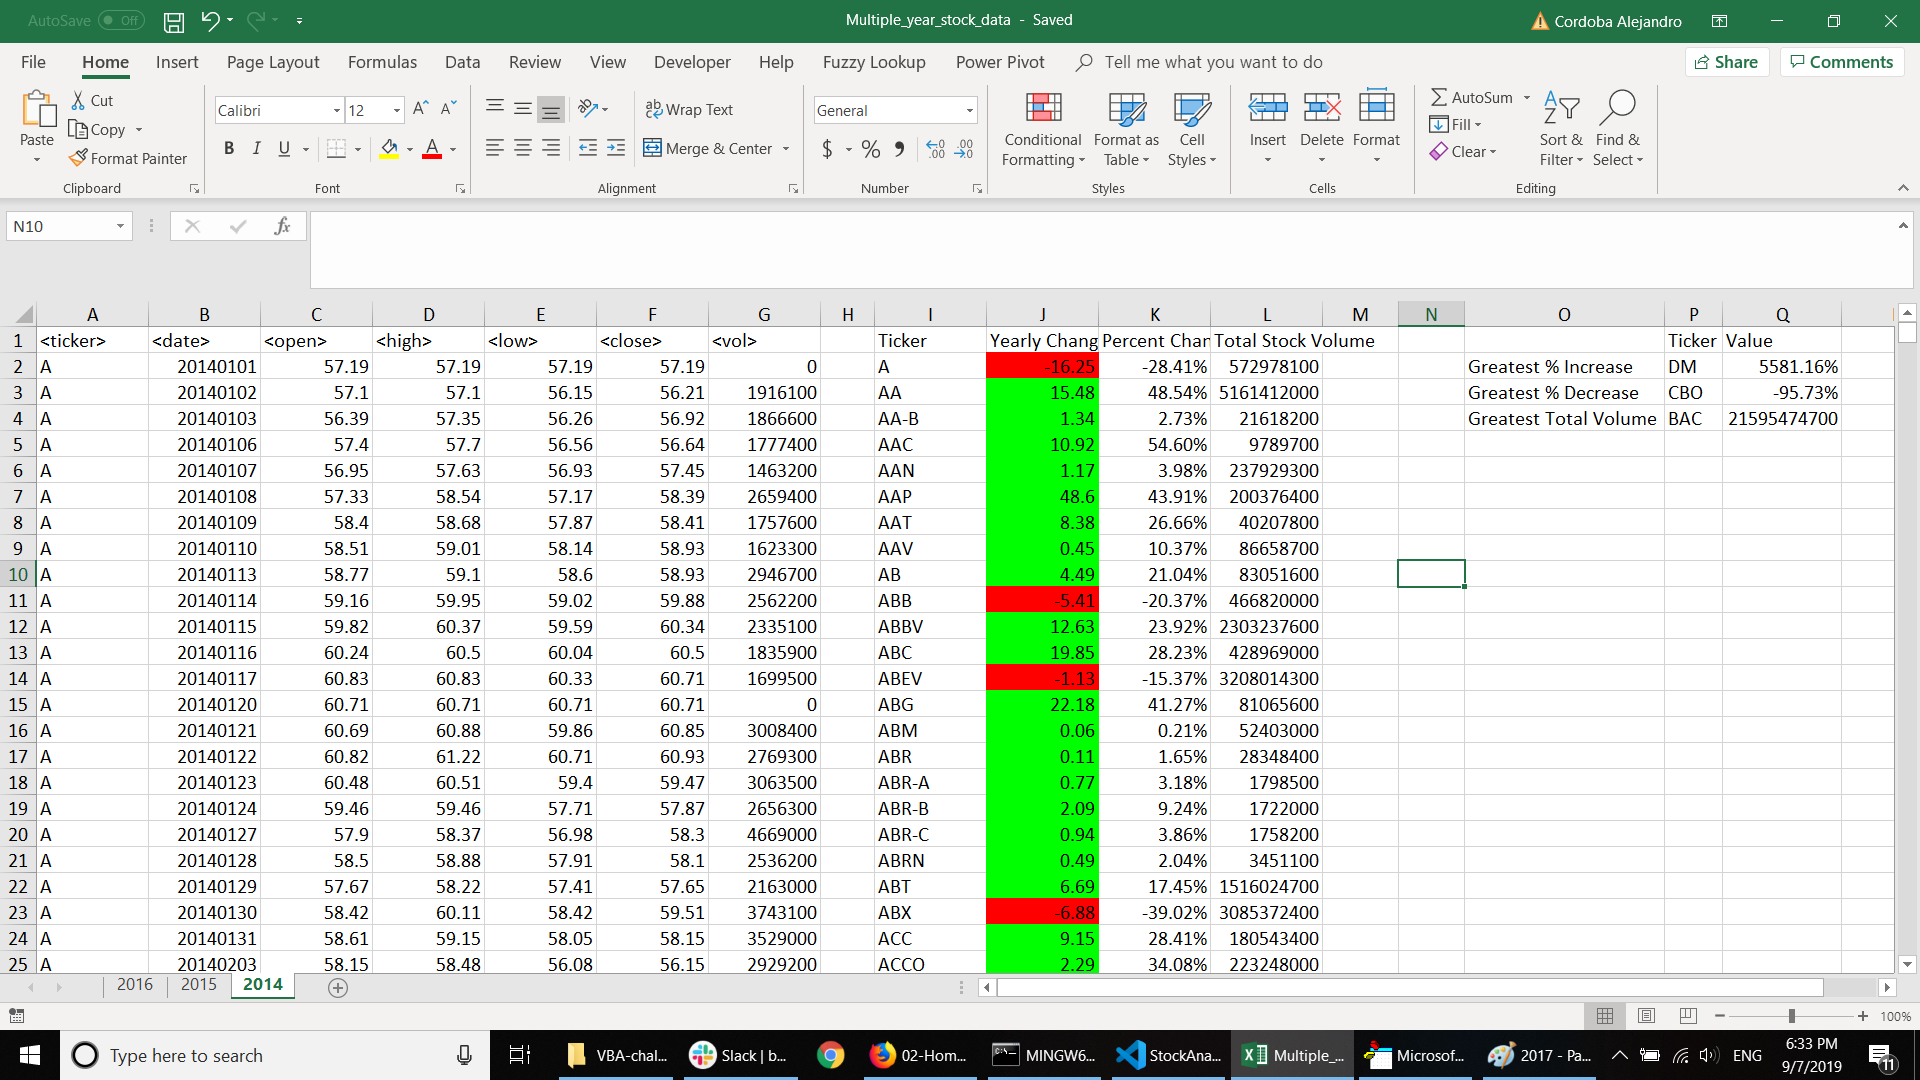 AutoSave Off
Multiple_year_stock_data - Saved
Cordoba Alejandro
File Home Insert Page Layout Formulas Data Review View Developer Help Fuzzy Lookup Power Pivot Tell me what you want to do Share Comments
Paste Cut Copy Format Painter
Calibri 12 B I U A
ab Wrap Text Merge & Center
General $ % 9 .00 .00
Conditional Formatting Format as Table Cell Styles
Insert Delete Format
AutoSum Fill Clear Sort & Filter Find & Select
Clipboard Font Alignment Number Styles Cells Editing
N10 fx
A B C D E F G H I J K L M N O P Q
1 <ticker> <date> <open> <high> <low> <close> <vol> Ticker Yearly Chang Percent Chan Total Stock Volume Ticker Value
2 A 20140101 57.19 57.19 57.19 57.19 0 A -16.25 -28.41% 572978100 Greatest % Increase DM 5581.16%
3 A 20140102 57.1 57.1 56.15 56.21 1916100 AA 15.48 48.54% 5161412000 Greatest % Decrease CBO -95.73%
4 A 20140103 56.39 57.35 56.26 56.92 1866600 AA-B 1.34 2.73% 21618200 Greatest Total Volume BAC 21595474700
5 A 20140106 57.4 57.7 56.56 56.64 1777400 AAC 10.92 54.60% 9789700
6 A 20140107 56.95 57.63 56.93 57.45 1463200 AAN 1.17 3.98% 237929300
7 A 20140108 57.33 58.54 57.17 58.39 2659400 AAP 48.6 43.91% 200376400
8 A 20140109 58.4 58.68 57.87 58.41 1757600 AAT 8.38 26.66% 40207800
9 A 20140110 58.51 59.01 58.14 58.93 1623300 AAV 0.45 10.37% 86658700
10 A 20140113 58.77 59.1 58.6 58.93 2946700 AB 4.49 21.04% 83051600
11 A 20140114 59.16 59.95 59.02 59.88 2562200 ABB -5.41 -20.37% 466820000
12 A 20140115 59.82 60.37 59.59 60.34 2335100 ABBV 12.63 23.92% 2303237600
13 A 20140116 60.24 60.5 60.04 60.5 1835900 ABC 19.85 28.23% 428969000
14 A 20140117 60.83 60.83 60.33 60.71 1699500 ABEV -1.13 -15.37% 3208014300
15 A 20140120 60.71 60.71 60.71 60.71 0 ABG 22.18 41.27% 81065600
16 A 20140121 60.69 60.88 59.86 60.85 3008400 ABM 0.06 0.21% 52403000
17 A 20140122 60.82 61.22 60.71 60.93 2769300 ABR 0.11 1.65% 28348400
18 A 20140123 60.48 60.51 59.4 59.47 3063500 ABR-A 0.77 3.18% 1798500
19 A 20140124 59.46 59.46 57.71 57.87 2656300 ABR-B 2.09 9.24% 1722000
20 A 20140127 57.9 58.37 56.98 58.3 4669000 ABR-C 0.94 3.86% 1758200
21 A 20140128 58.5 58.88 57.91 58.1 2536200 ABRN 0.49 2.04% 3451100
22 A 20140129 57.67 58.22 57.41 57.65 2163000 ABT 6.69 17.45% 1516024700
23 A 20140130 58.42 60.11 58.42 59.51 3743100 ABX -6.88 -39.02% 3085372400
24 A 20140131 58.61 59.15 58.05 58.15 3529000 ACC 9.15 28.41% 180543400
25 A 20140203 58.15 58.48 56.08 56.15 2929200 ACCO 2.29 34.08% 223248000
2016 2015 2014
100%
Type here to search
VBA-chal... Slack | b... 02-Hom... MINGW6... StockAna... Multiple_... Microsof... 2017 - Pa... ENG
6:33 PM
9/7/2019
11